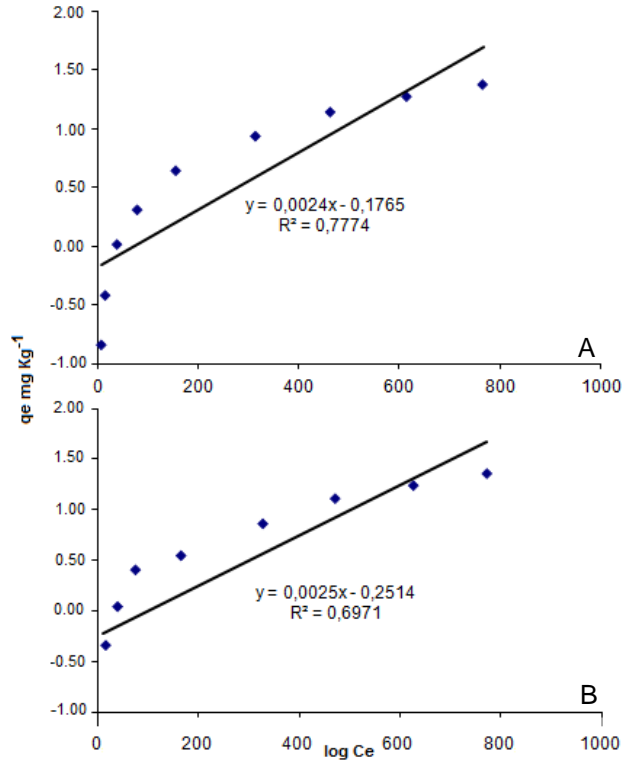 2.00
1.50
1.00
0.50
0.00
-0.50
-1.00
y = 0,0024x - 0,1765
R² = 0,7774
A
0 200 400 600 800 1000
qe mg Kg-1
2.00
1.50
1.00
0.50
0.00
-0.50
-1.00
y = 0,0025x - 0,2514
R² = 0,6971
B
0 200 400 600 800 1000
log Ce